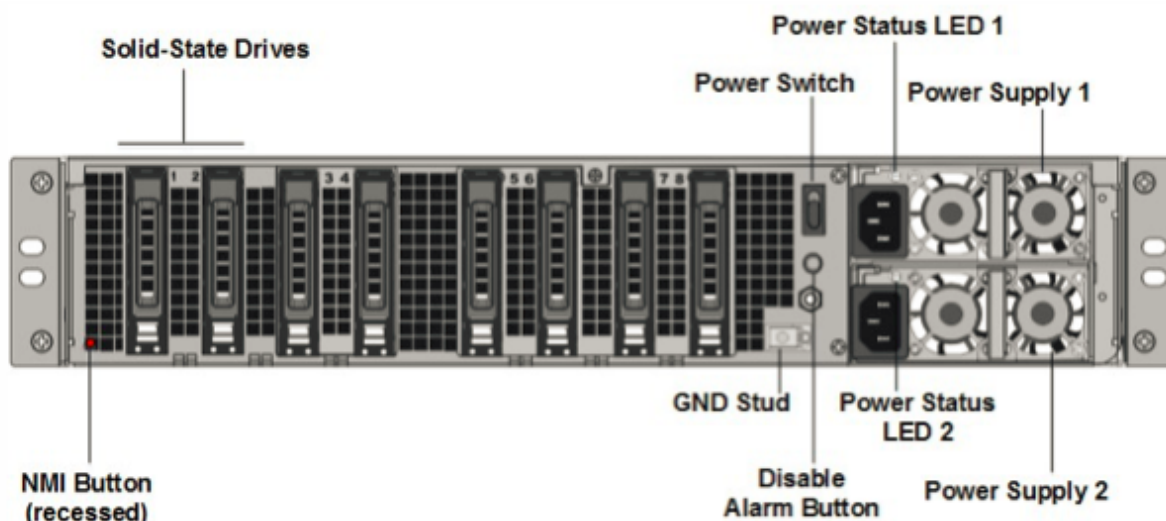 Power Status LED 1
Solid-State Drives
Power Switch
Power Supply 1
1 2
3 4
5 6
7 8
GND Stud
Power Status
LED 2
NMI Button
(recessed)
Disable
Alarm Button
Power Supply 2